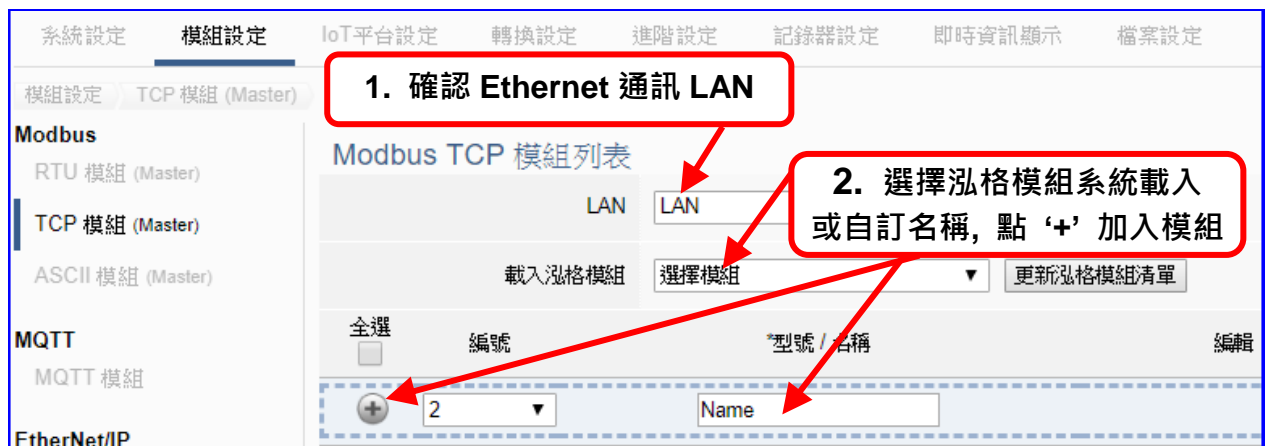 系統設定 模組設定 IoT平台設定 轉換設定 進階設定 記錄器設定 即時資訊顯示 檔案設定
模組設定 TCP 模組 (Master)
1. 確認 Ethernet 通訊 LAN
Modbus
RTU 模組 (Master)
TCP 模組 (Master)
ASCII 模組 (Master)
MQTT
MQTT 模組
EtherNet/IP
Modbus TCP 模組列表
LAN LAN
2. 選擇泓格模組系統載入
或自訂名稱, 點 ‘+’ 加入模組
載入泓格模組 選擇模組 更新泓格模組清單
全選 編號 *型號 / 名稱 編輯
2 Name